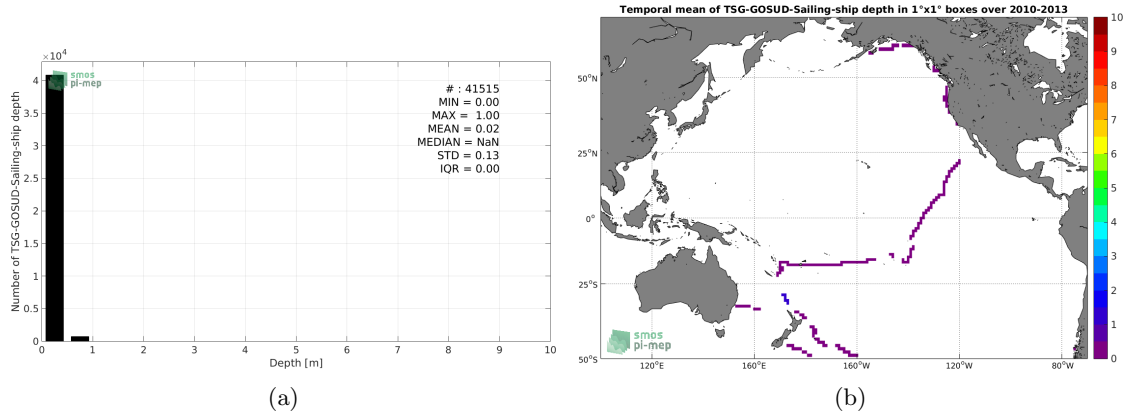 ×10⁴
4
3.5
3
2.5
2
1.5
1
0.5
0
Number of TSG-GOSUD-Sailing-ship depth
smos
pi-mep
# : 41515
MIN = 0.00
MAX = 1.00
MEAN = 0.02
MEDIAN = NaN
STD = 0.13
IQR = 0.00
0 1 2 3 4 5 6 7 8 9 10
Depth [m]
(a)
Temporal mean of TSG-GOSUD-Sailing-ship depth in 1°x1° boxes over 2010-2013
50°N
25°N
0°
25°S
50°S
smos
pi-mep
120°E 160°E 160°W 120°W 80°W
10
9
8
7
6
5
4
3
2
1
0
(b)